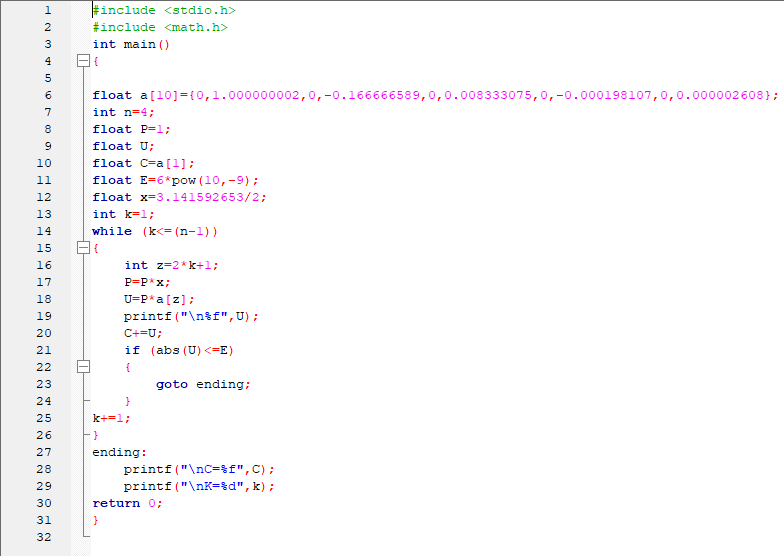 1 #include <stdio.h>
2 #include <math.h>
3 int main()
4 {
5
6 float a[10]={0,1.000000002,0,-0.166666589,0,0.008333075,0,-0.000198107,0,0.000002608};
7 int n=4;
8 float P=1;
9 float U;
10 float C=a[1];
11 float E=6*pow(10,-9);
12 float x=3.141592653/2;
13 int k=1;
14 while (k<=(n-1))
15 {
16 int z=2*k+1;
17 P=P*x;
18 U=P*a[z];
19 printf("\n%f",U);
20 C+=U;
21 if (abs(U)<=E)
22 {
23 goto ending;
24 }
25 k+=1;
26 }
27 ending:
28 printf("\nC=%f",C);
29 printf("\nK=%d",k);
30 return 0;
31 }
32